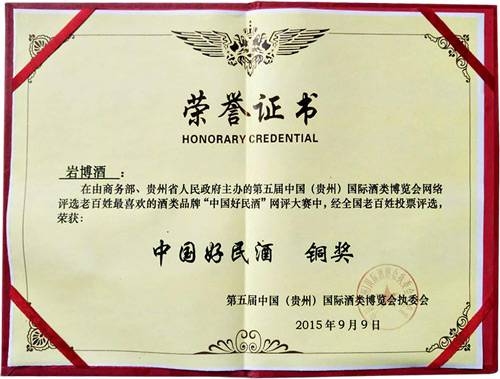 荣誉证书
HONORARY CREDENTIAL
岩博酒：
在由商务部、贵州省人民政府主办的第五届中国（贵州）国际酒类博览会网络
评选老百姓最喜欢的酒类品牌“中国好民酒”网评大赛中，经全国老百姓投票评选，
荣获：
中国好民酒 铜奖
第五届中国（贵州）国际酒类博览会执委会
2015年9月9日